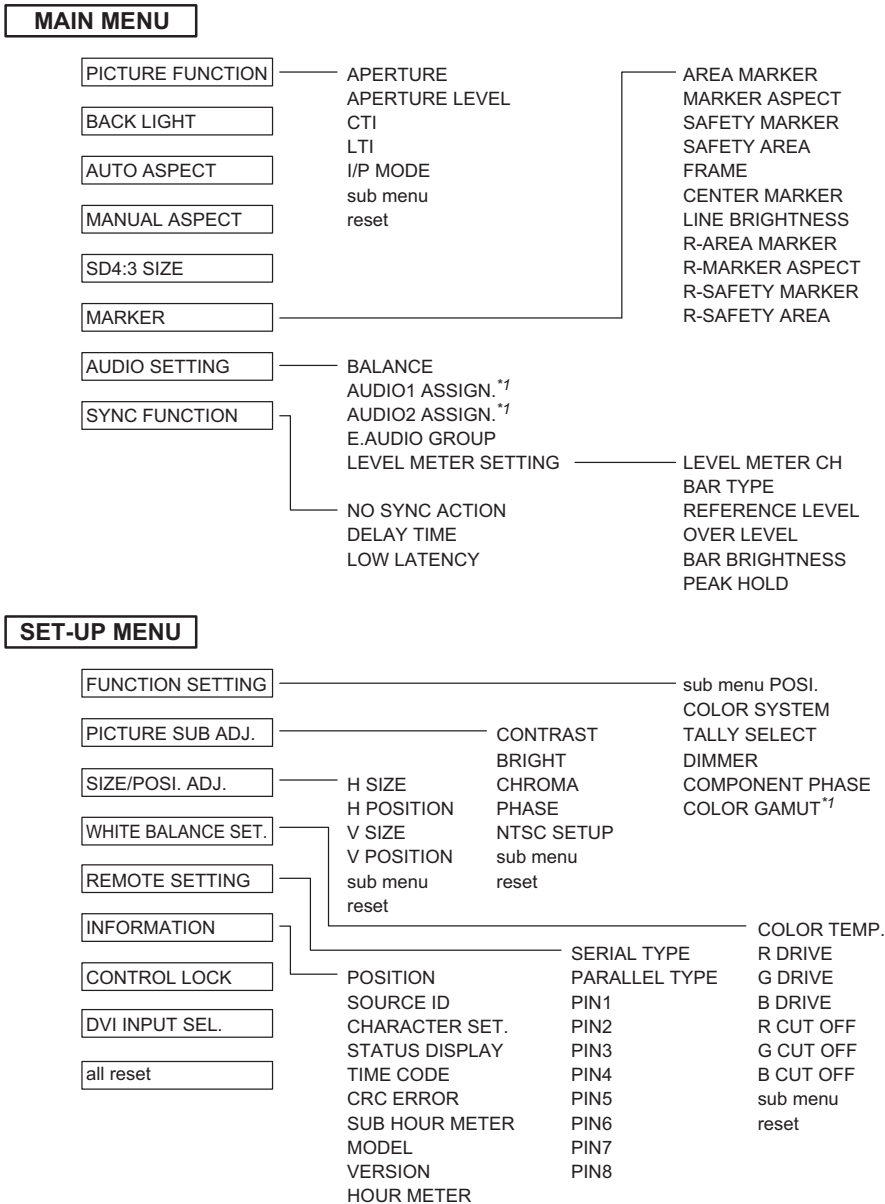 MAIN MENU
PICTURE FUNCTION
APERTURE
APERTURE LEVEL
CTI
LTI
I/P MODE
sub menu
reset
BACK LIGHT
AUTO ASPECT
MANUAL ASPECT
SD4:3 SIZE
MARKER
AREA MARKER
MARKER ASPECT
SAFETY MARKER
SAFETY AREA
FRAME
CENTER MARKER
LINE BRIGHTNESS
R-AREA MARKER
R-MARKER ASPECT
R-SAFETY MARKER
R-SAFETY AREA
AUDIO SETTING
BALANCE
AUDIO1 ASSIGN.*1
AUDIO2 ASSIGN.*1
E.AUDIO GROUP
LEVEL METER SETTING
LEVEL METER CH
BAR TYPE
REFERENCE LEVEL
OVER LEVEL
BAR BRIGHTNESS
PEAK HOLD
SYNC FUNCTION
NO SYNC ACTION
DELAY TIME
LOW LATENCY
SET-UP MENU
FUNCTION SETTING
sub menu POSI.
COLOR SYSTEM
TALLY SELECT
DIMMER
COMPONENT PHASE
COLOR GAMUT*1
PICTURE SUB ADJ.
CONTRAST
BRIGHT
CHROMA
PHASE
NTSC SETUP
sub menu
reset
SIZE/POSI. ADJ.
H SIZE
H POSITION
V SIZE
V POSITION
sub menu
reset
WHITE BALANCE SET.
COLOR TEMP.
R DRIVE
G DRIVE
B DRIVE
R CUT OFF
G CUT OFF
B CUT OFF
sub menu
reset
REMOTE SETTING
SERIAL TYPE
PARALLEL TYPE
PIN1
PIN2
PIN3
PIN4
PIN5
PIN6
PIN7
PIN8
INFORMATION
POSITION
SOURCE ID
CHARACTER SET.
STATUS DISPLAY
TIME CODE
CRC ERROR
SUB HOUR METER
MODEL
VERSION
HOUR METER
CONTROL LOCK
DVI INPUT SEL.
all reset